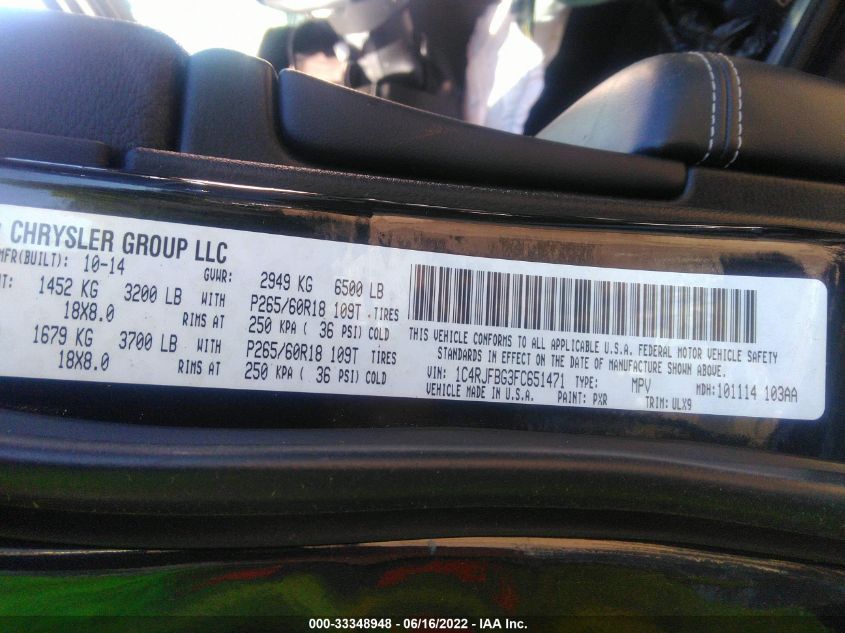 CHRYSLER GROUP LLC
MFR(BUILT): 10-14 GVWR: 2949 KG 6500 LB
1452 KG 3200 LB WITH P265/60R18 109T TIRES
18X8.0 RIMS AT 250 KPA ( 36 PSI) COLD
1679 KG 3700 LB WITH P265/60R18 109T TIRES
18X8.0 RIMS AT 250 KPA ( 36 PSI) COLD
THIS VEHICLE CONFORMS TO ALL APPLICABLE U.S.A. FEDERAL MOTOR VEHICLE SAFETY
STANDARDS IN EFFECT ON THE DATE OF MANUFACTURE SHOWN ABOVE.
VIN: 1C4RJFBG3FC651471 TYPE: MPV MDH:101114 103AA
VEHICLE MADE IN U.S.A. PAINT: PXR TRIM: ULX9
000-33348948 - 06/16/2022 - IAA Inc.